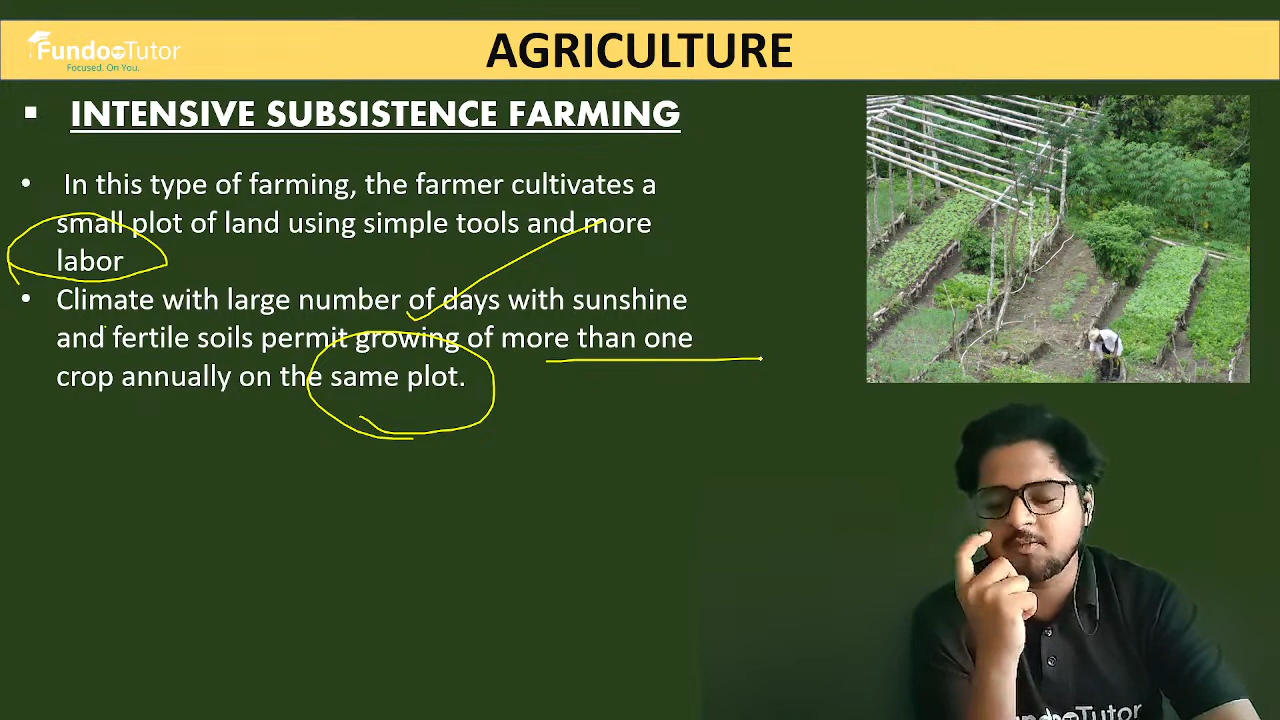 FundooTutor
Focused. On You.
AGRICULTURE
▪ INTENSIVE SUBSISTENCE FARMING
• In this type of farming, the farmer cultivates a
small plot of land using simple tools and more
labor
• Climate with large number of days with sunshine
and fertile soils permit growing of more than one
crop annually on the same plot.
FundooTutor